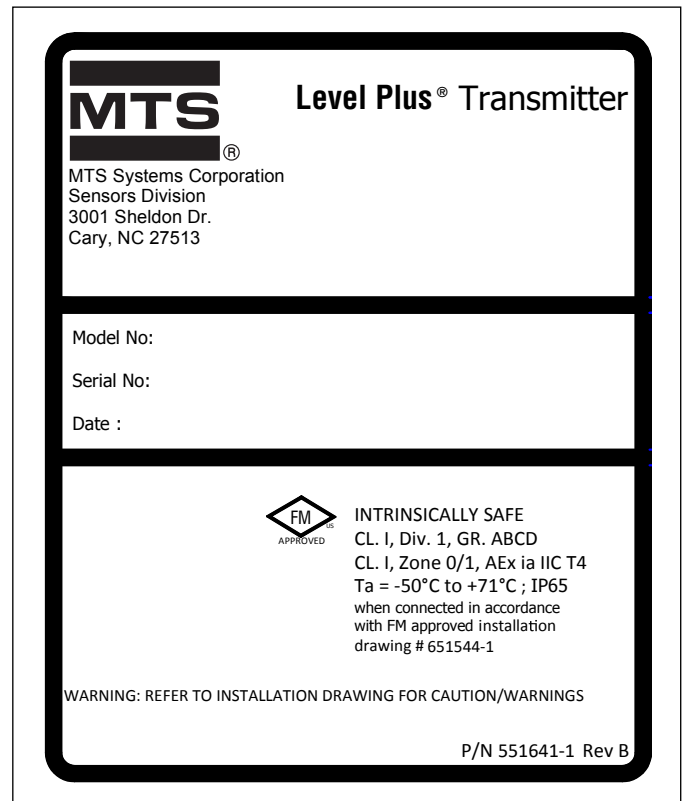 MTS
®
Level Plus® Transmitter
MTS Systems Corporation
Sensors Division
3001 Sheldon Dr.
Cary, NC 27513
Model No:
Serial No:
Date :
FM
US
APPROVED
INTRINSICALLY SAFE
CL. I, Div. 1, GR. ABCD
CL. I, Zone 0/1, AEx ia IIC T4
Ta = -50°C to +71°C ; IP65
when connected in accordance
with FM approved installation
drawing # 651544-1
WARNING: REFER TO INSTALLATION DRAWING FOR CAUTION/WARNINGS
P/N 551641-1 Rev B